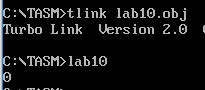 C:\TASM>tlink lab10.obj
Turbo Link  Version 2.0
C:\TASM>lab10
0